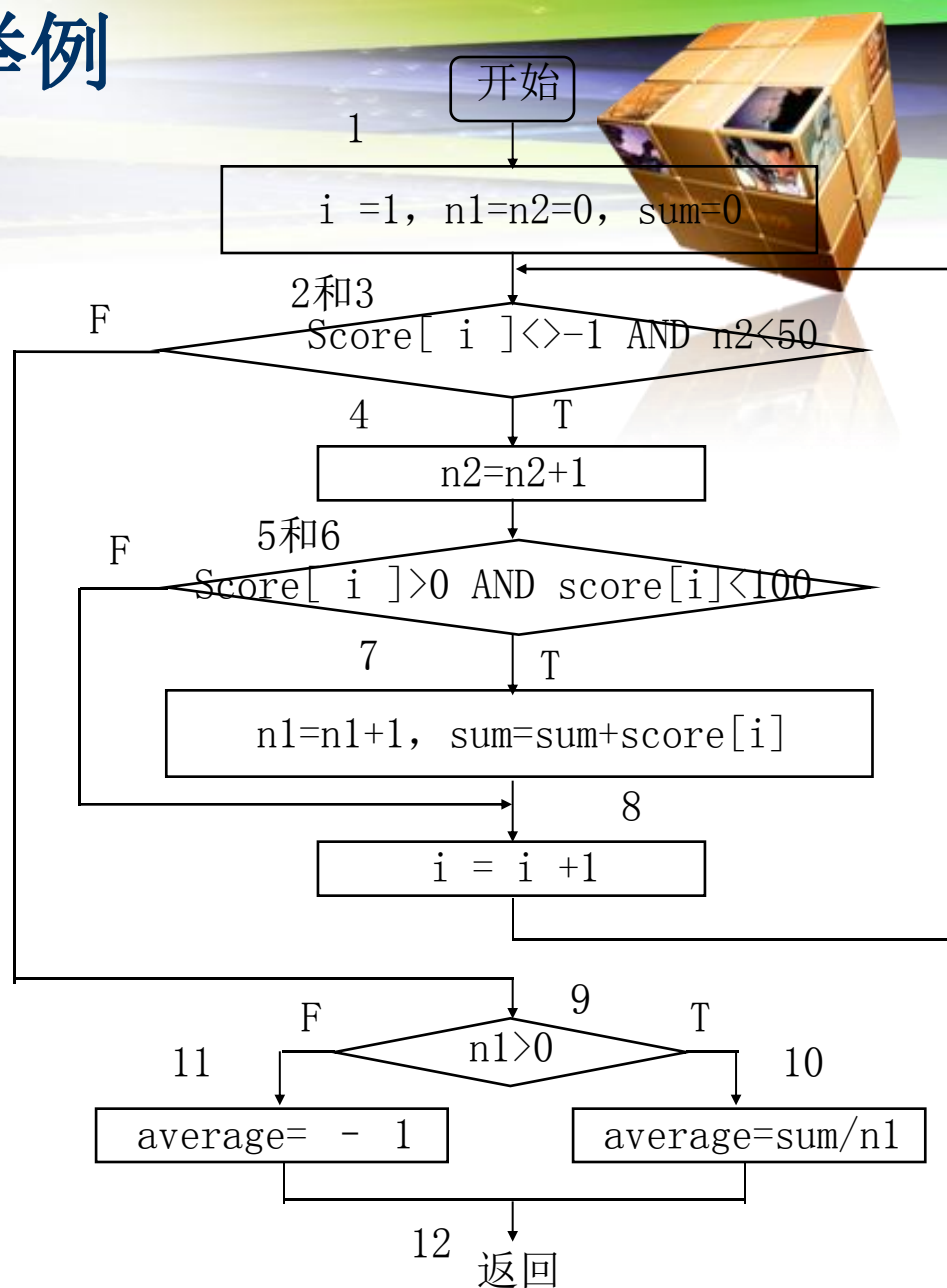 举例
开始
1
i =1, n1=n2=0, sum=0
2和3
F
Score[ i ]<>-1 AND n2<50
4
T
n2=n2+1
5和6
F
Score[ i ]>0 AND score[i]<100
7
T
n1=n1+1, sum=sum+score[i]
8
i = i +1
9
F
T
n1>0
11
10
average= - 1
average=sum/n1
12
返回